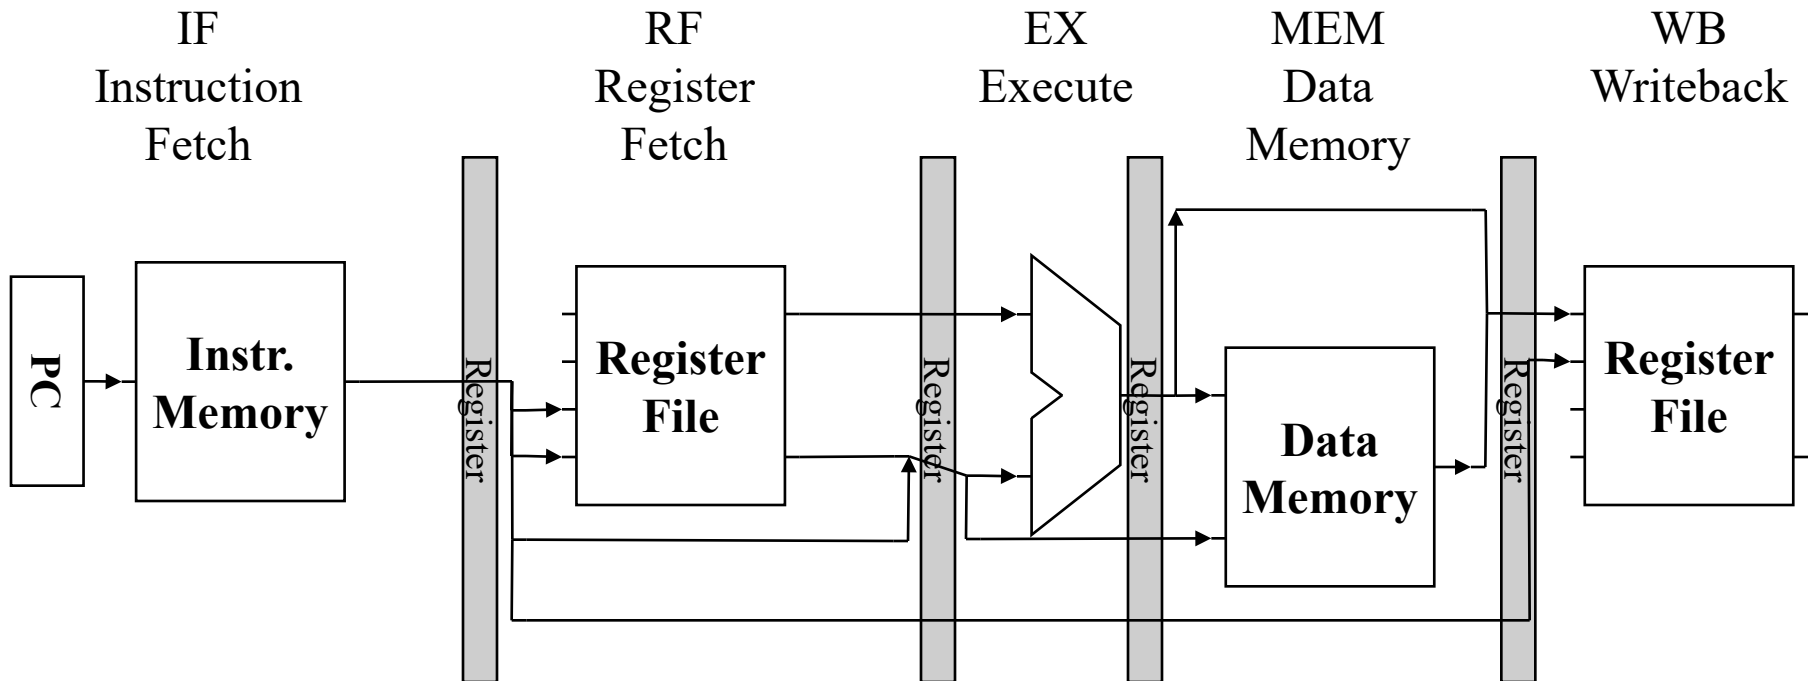 IF
Instruction
Fetch
RF
Register
Fetch
EX
Execute
MEM
Data
Memory
WB
Writeback
PC
Instr.
Memory
Register
Register
File
Register
Register
Data
Memory
Register
Register
File